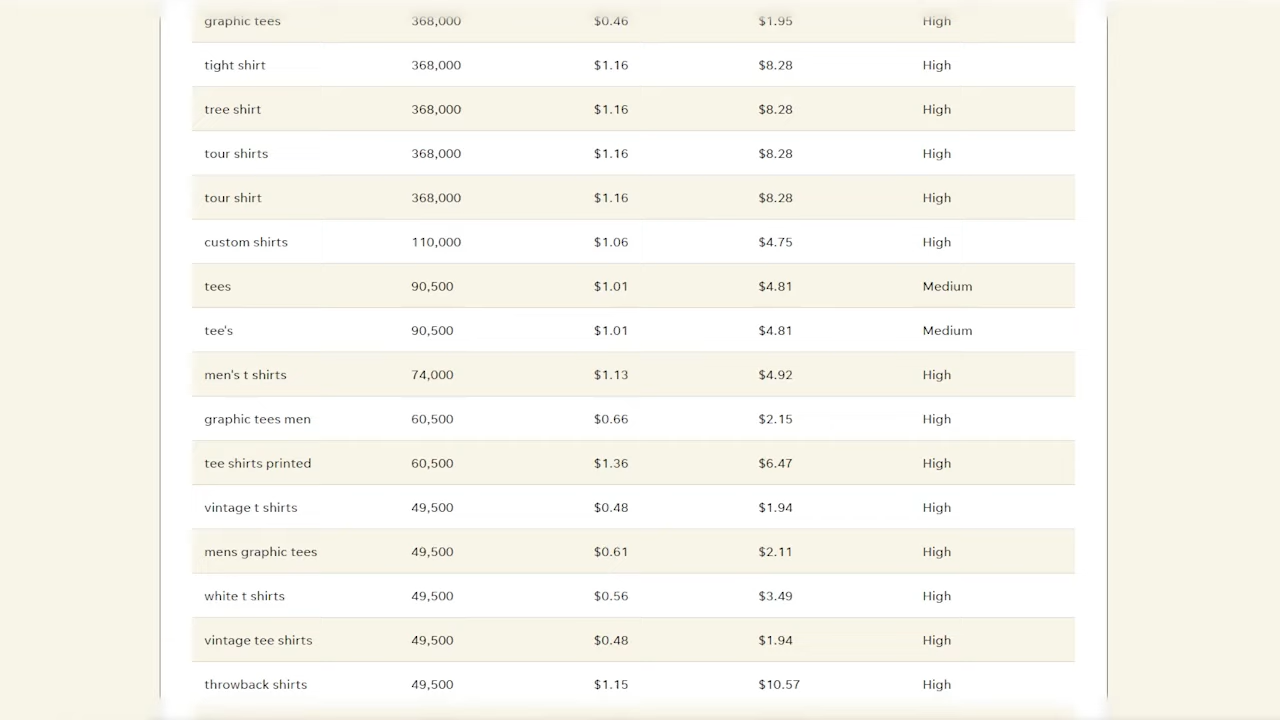 graphic tees 368,000 $0.46 $1.95 High
tight shirt 368,000 $1.16 $8.28 High
tree shirt 368,000 $1.16 $8.28 High
tour shirts 368,000 $1.16 $8.28 High
tour shirt 368,000 $1.16 $8.28 High
custom shirts 110,000 $1.06 $4.75 High
tees 90,500 $1.01 $4.81 Medium
tee's 90,500 $1.01 $4.81 Medium
men's t shirts 74,000 $1.13 $4.92 High
graphic tees men 60,500 $0.66 $2.15 High
tee shirts printed 60,500 $1.36 $6.47 High
vintage t shirts 49,500 $0.48 $1.94 High
mens graphic tees 49,500 $0.61 $2.11 High
white t shirts 49,500 $0.56 $3.49 High
vintage tee shirts 49,500 $0.48 $1.94 High
throwback shirts 49,500 $1.15 $10.57 High